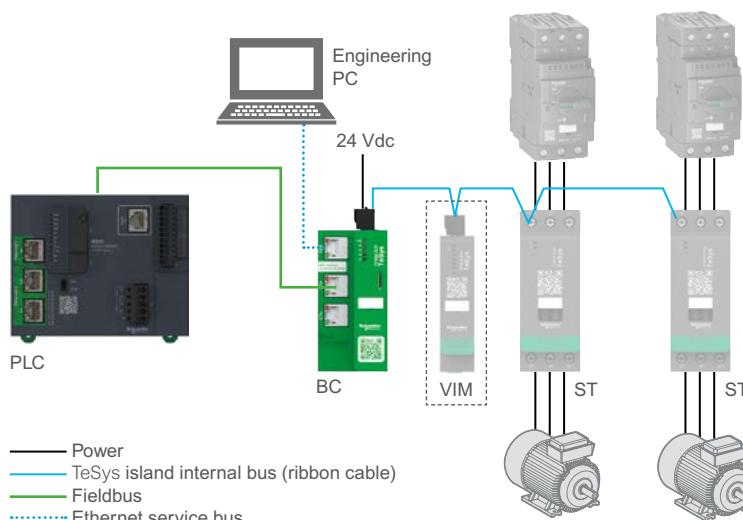 Engineering
PC
24 Vdc
PLC
BC
VIM
ST
ST
Power
TeSys island internal bus (ribbon cable)
Fieldbus
Ethernet service bus